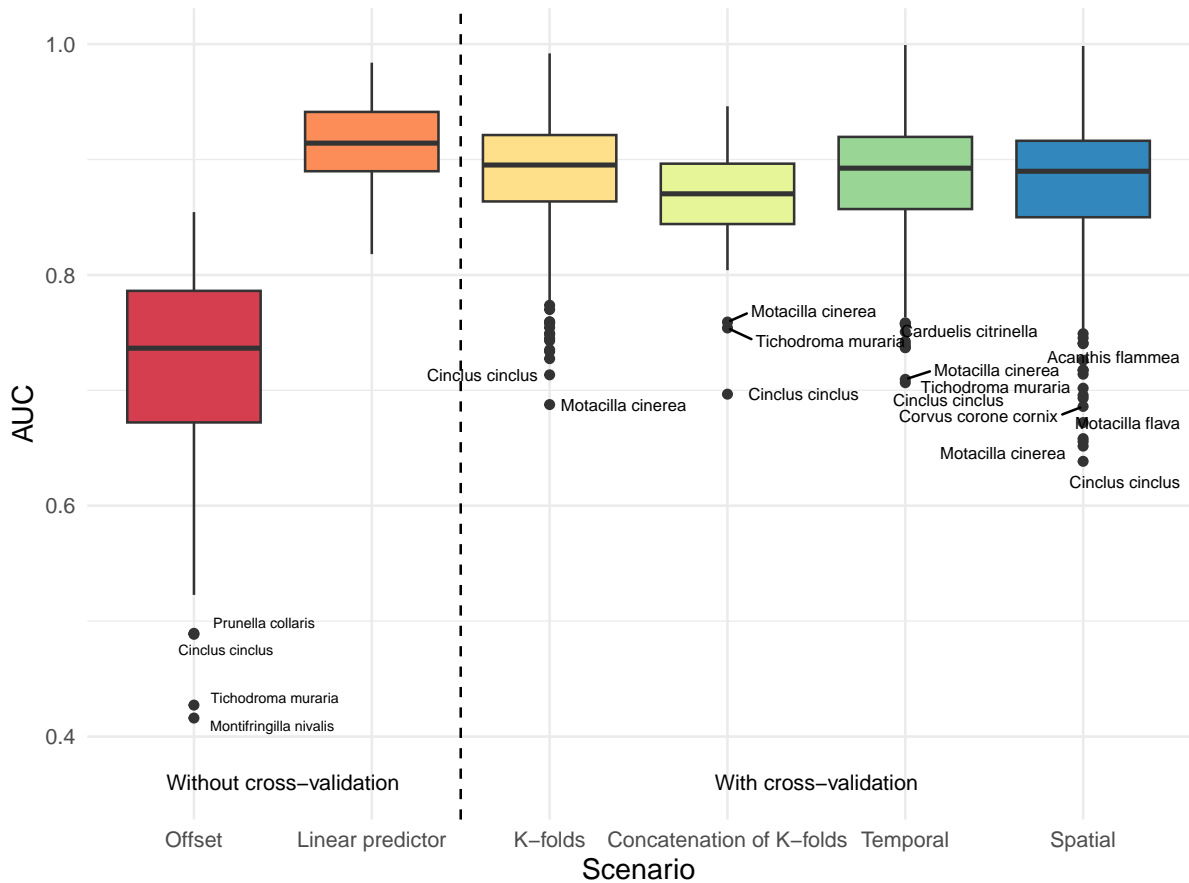 1.0
0.8
0.6
0.4
AUC
Motacilla cinerea
Tichodroma muraria
Carduelis citrinella
Acanthis flammea
Cinclus cinclus
Motacilla cinerea
Tichodroma muraria
Cinclus cinclus
Cinclus cinclus
Motacilla cinerea
Corvus corone cornix
Motacilla flava
Motacilla cinerea
Cinclus cinclus
Prunella collaris
Cinclus cinclus
Tichodroma muraria
Montifringilla nivalis
Without cross−validation
With cross−validation
Offset
Linear predictor
K−folds
Concatenation of K−folds
Temporal
Spatial
Scenario